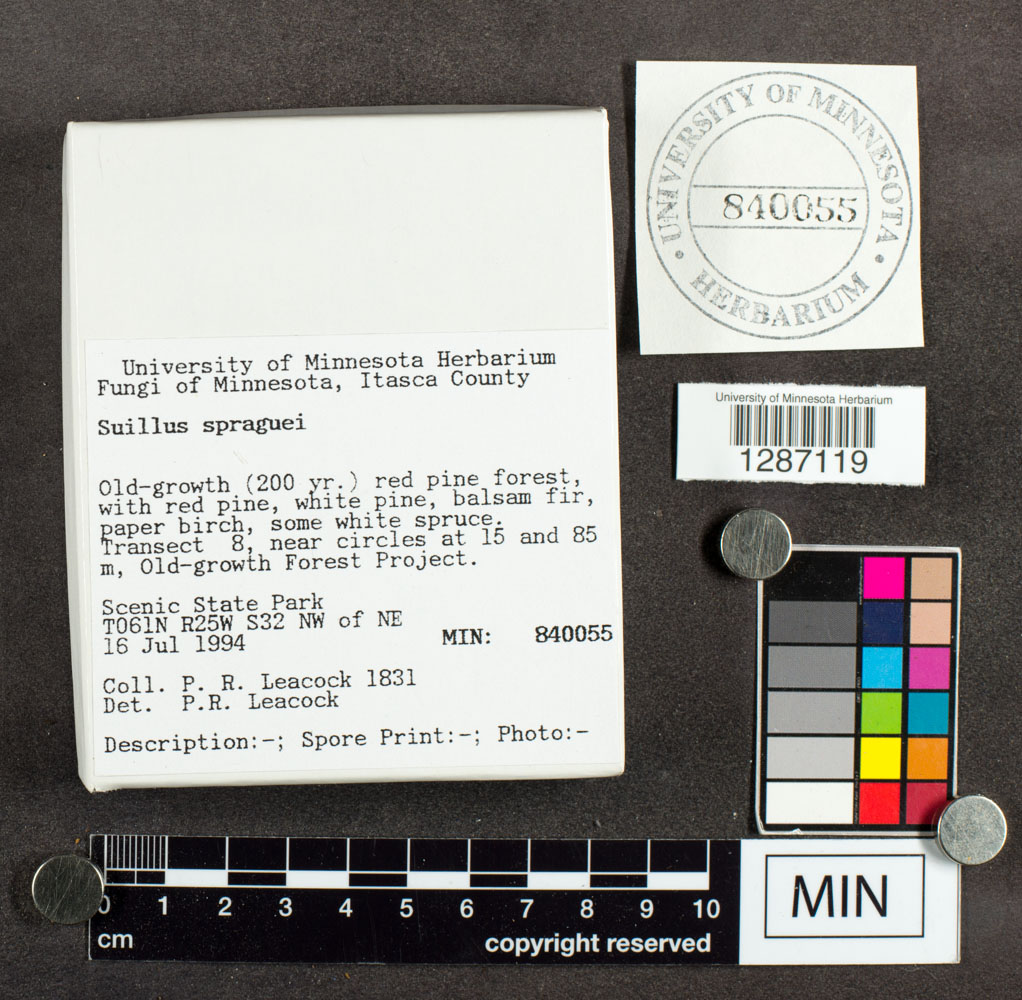 University of Minnesota Herbarium
Fungi of Minnesota, Itasca County
Suillus spraguei
Old-growth (200 yr.) red pine forest,
with red pine, white pine, balsam fir,
paper birch, some white spruce.
Transect 8, near circles at 15 and 85
m, Old-growth Forest Project.
Scenic State Park
T061N R25W S32 NW of NE
16 Jul 1994
MIN: 840055
Coll. P. R. Leacock 1831
Det. P.R. Leacock
Description:-; Spore Print:-; Photo:-
UNIVERSITY OF MINNESOTA
840055
HERBARIUM
University of Minnesota Herbarium
1287119
0 1 2 3 4 5 6 7 8 9 10
cm
copyright reserved
MIN